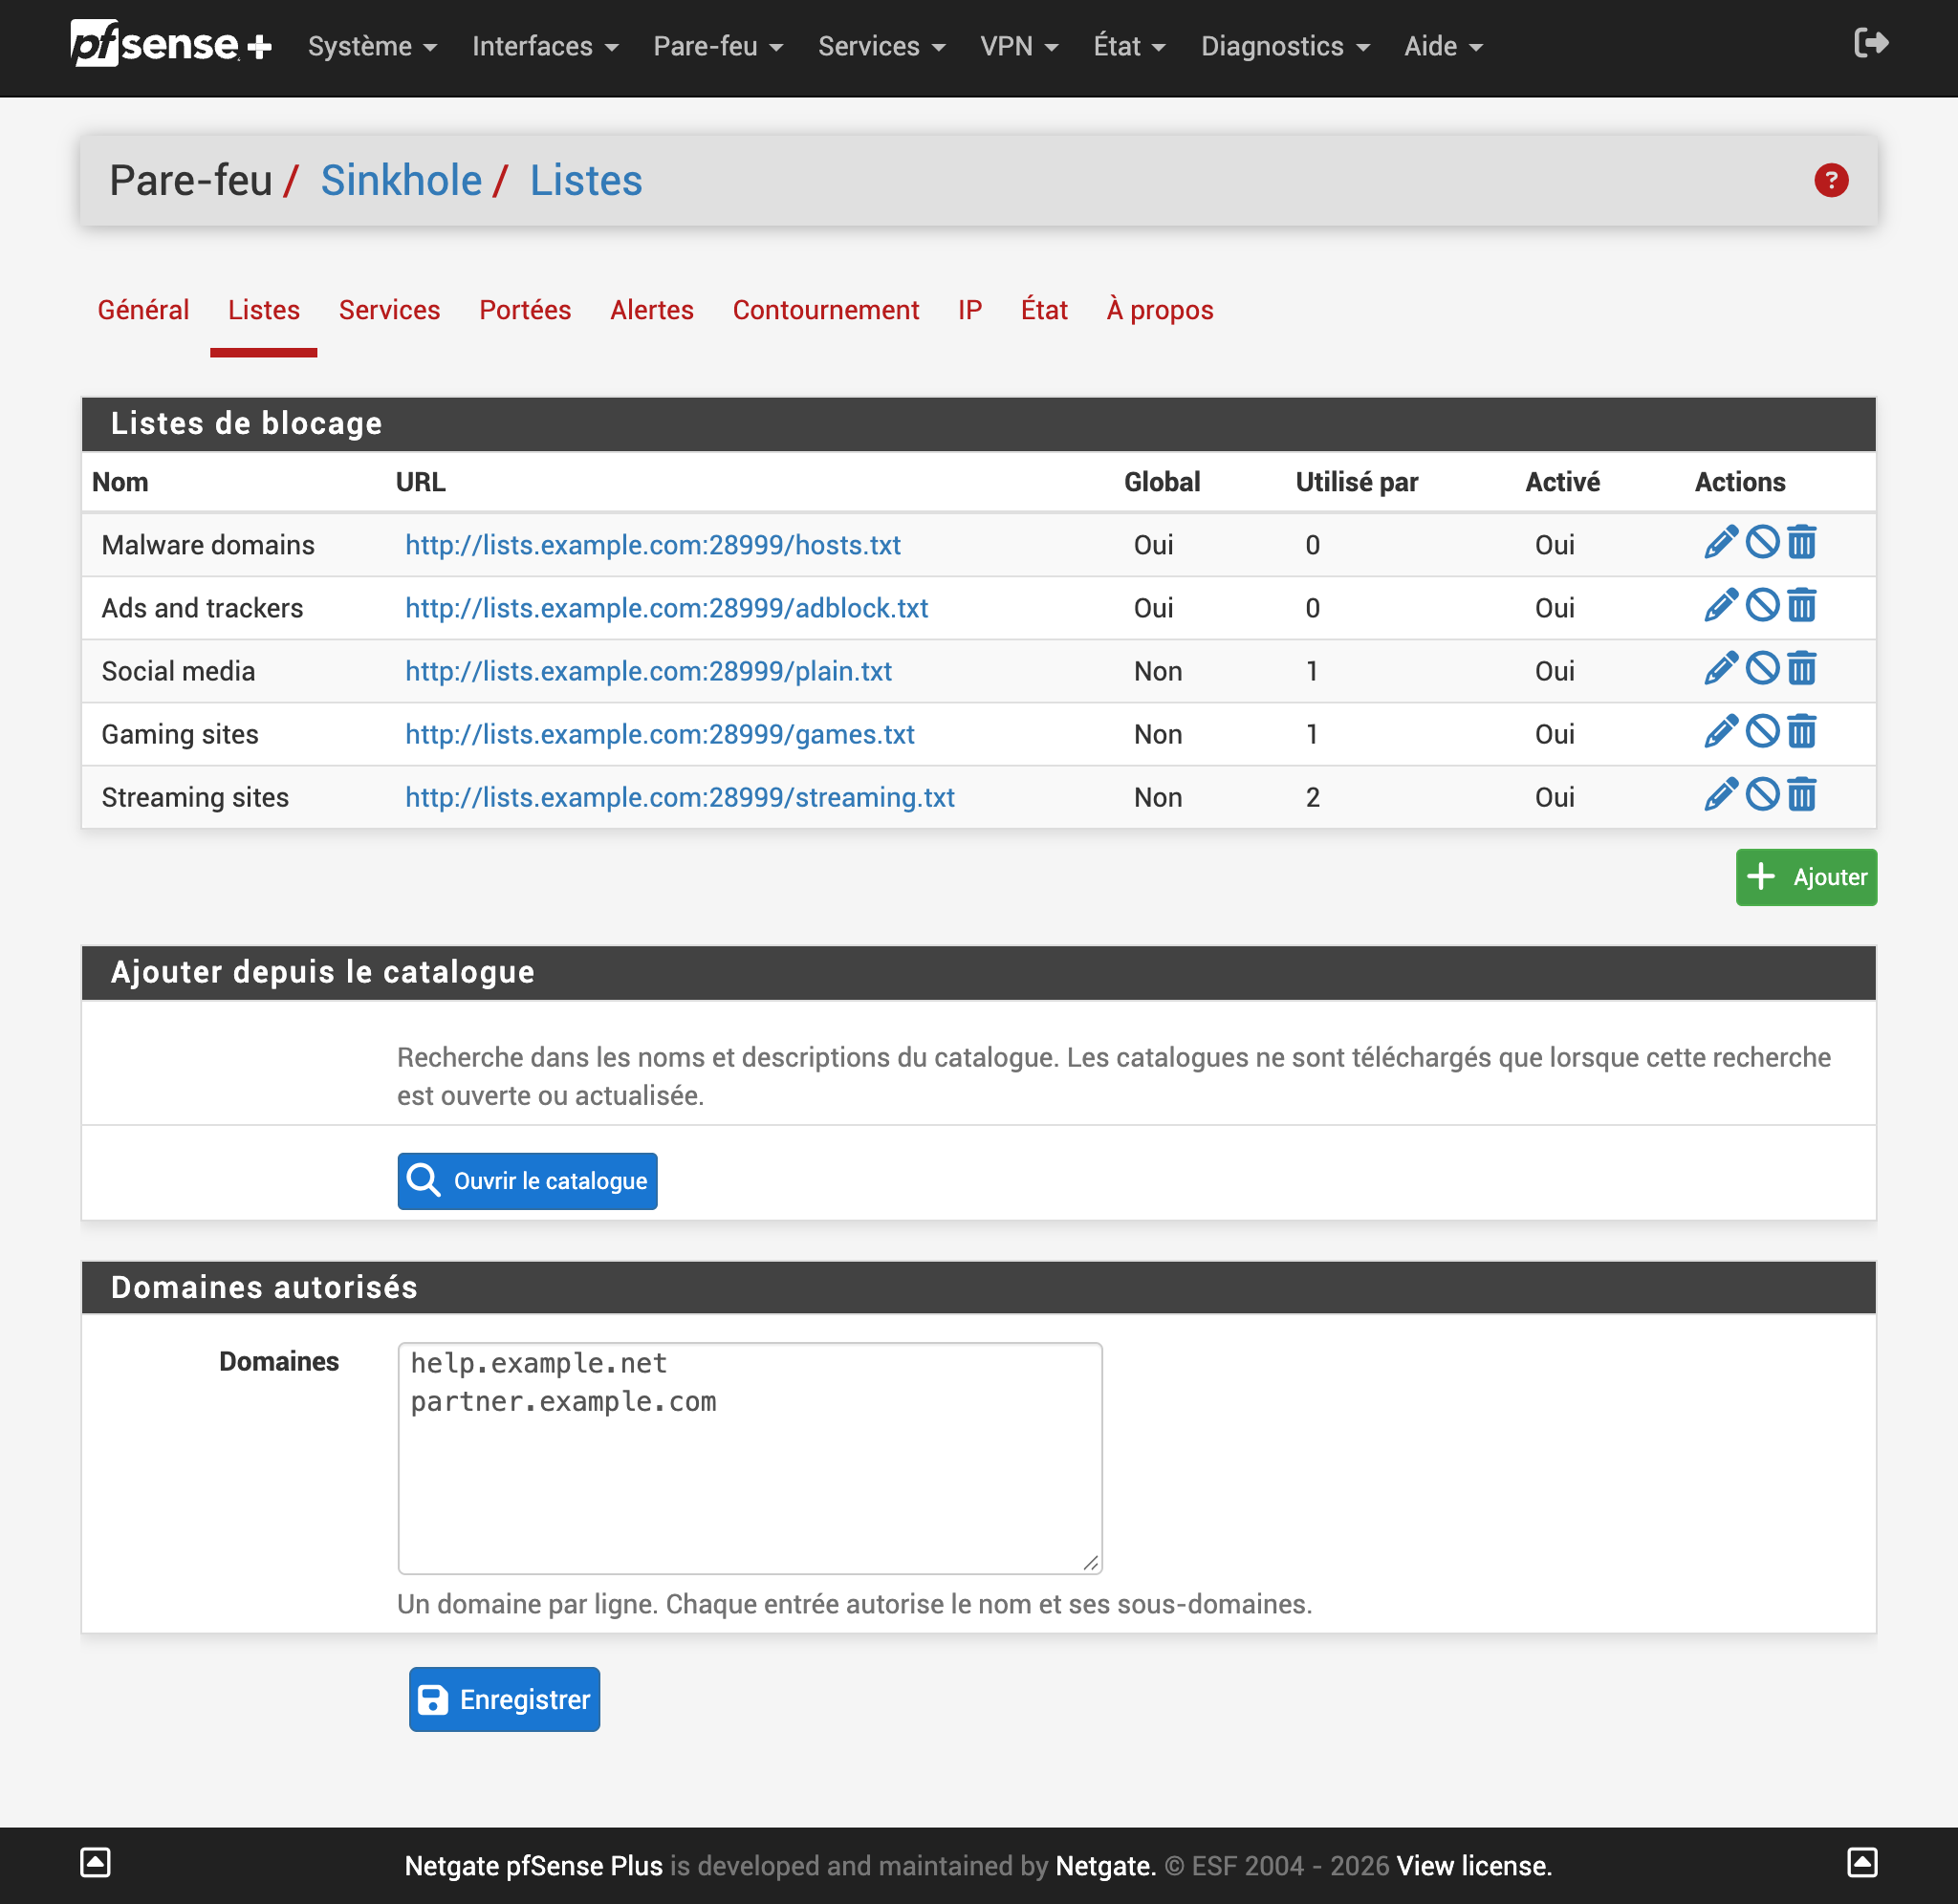 pfsense+ Système Interfaces Pare-feu Services VPN État Diagnostics Aide
Pare-feu / Sinkhole / Listes
Général Listes Services Portées Alertes Contournement IP État À propos
Listes de blocage
Nom URL Global Utilisé par Activé Actions
Malware domains http://lists.example.com:28999/hosts.txt Oui 0 Oui
Ads and trackers http://lists.example.com:28999/adblock.txt Oui 0 Oui
Social media http://lists.example.com:28999/plain.txt Non 1 Oui
Gaming sites http://lists.example.com:28999/games.txt Non 1 Oui
Streaming sites http://lists.example.com:28999/streaming.txt Non 2 Oui
Ajouter
Ajouter depuis le catalogue
Recherche dans les noms et descriptions du catalogue. Les catalogues ne sont téléchargés que lorsque cette recherche
est ouverte ou actualisée.
Ouvrir le catalogue
Domaines autorisés
Domaines
help.example.net
partner.example.com
Un domaine par ligne. Chaque entrée autorise le nom et ses sous-domaines.
Enregistrer
Netgate pfSense Plus is developed and maintained by Netgate. © ESF 2004 - 2026 View license.